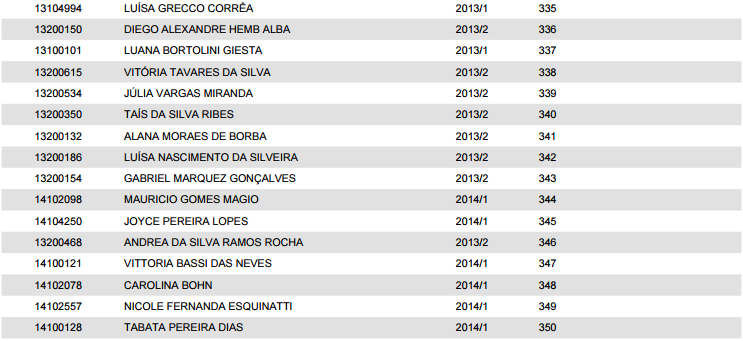 13104994 LUÍSA GRECCO CORRÊA 2013/1 335
13200150 DIEGO ALEXANDRE HEMB ALBA 2013/2 336
13100101 LUANA BORTOLINI GIESTA 2013/1 337
13200615 VITÓRIA TAVARES DA SILVA 2013/2 338
13200534 JÚLIA VARGAS MIRANDA 2013/2 339
13200350 TAÍS DA SILVA RIBES 2013/2 340
13200132 ALANA MORAES DE BORBA 2013/2 341
13200186 LUÍSA NASCIMENTO DA SILVEIRA 2013/2 342
13200154 GABRIEL MARQUEZ GONÇALVES 2013/2 343
14102098 MAURICIO GOMES MAGIO 2014/1 344
14104250 JOYCE PEREIRA LOPES 2014/1 345
13200468 ANDREA DA SILVA RAMOS ROCHA 2013/2 346
14100121 VITTORIA BASSI DAS NEVES 2014/1 347
14102078 CAROLINA BOHN 2014/1 348
14102557 NICOLE FERNANDA ESQUINATTI 2014/1 349
14100128 TABATA PEREIRA DIAS 2014/1 350